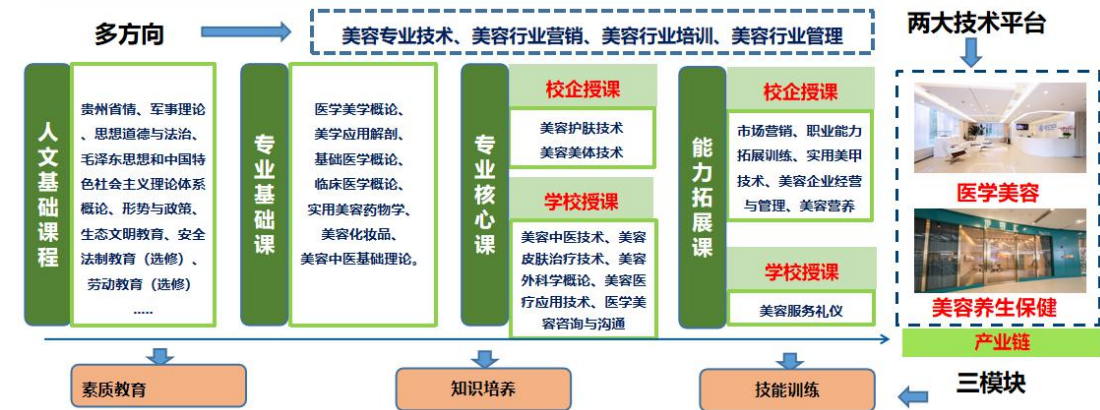 多方向
美容专业技术、美容行业营销、美容行业培训、美容行业管理
两大技术平台
人文基础课程
贵州省情、军事理论
、思想道德与法治、
毛泽东思想和中国特
色社会主义理论体系
概论、形势与政策、
生态文明教育、安全
法制教育（选修）、
劳动教育（选修）
.....
专业基础课
医学美学概论、
美学应用解剖、
基础医学概论、
临床医学概论、
实用美容药物学、
美容化妆品、
美容中医基础理论。
专业核心课
校企授课
美容护肤技术
美容美体技术
学校授课
美容中医技术、美容
皮肤治疗技术、美容
外科学概论、美容医
疗应用技术、医学美
容咨询与沟通
能力拓展课
校企授课
市场营销、职业能力
拓展训练、实用美甲
技术、美容企业经营
与管理、美容营养
学校授课
美容服务礼仪
医学美容
美容养生保健
产业链
素质教育
知识培养
技能训练
三模块